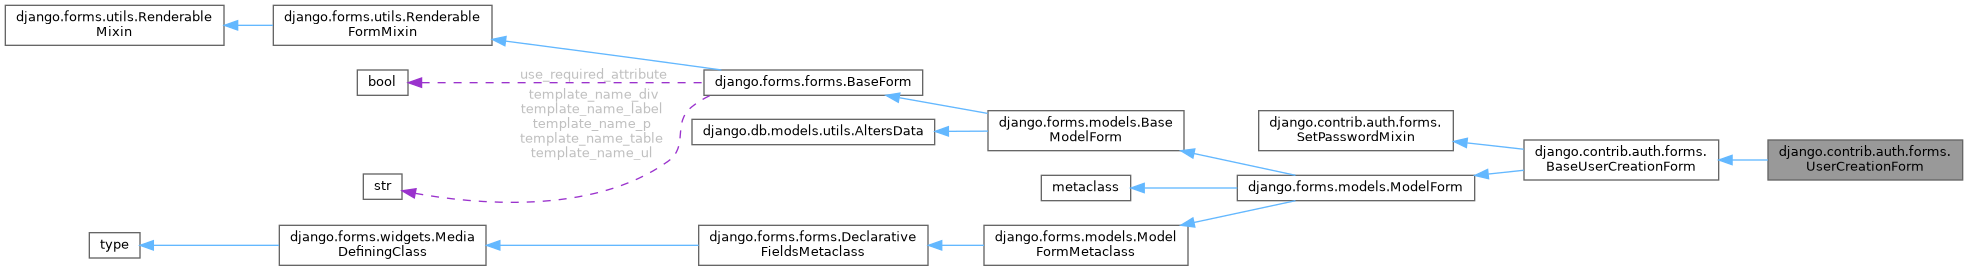 django.forms.utils.Renderable
Mixin
django.forms.utils.Renderable
FormMixin
bool
use_required_attribute
django.forms.forms.BaseForm
template_name_div
template_name_label
template_name_p
template_name_table
template_name_ul
django.db.models.utils.AltersData
django.forms.models.Base
ModelForm
django.contrib.auth.forms.
SetPasswordMixin
django.contrib.auth.forms.
BaseUserCreationForm
django.contrib.auth.forms.
UserCreationForm
str
metaclass
django.forms.models.ModelForm
type
django.forms.widgets.Media
DefiningClass
django.forms.forms.Declarative
FieldsMetaclass
django.forms.models.Model
FormMetaclass